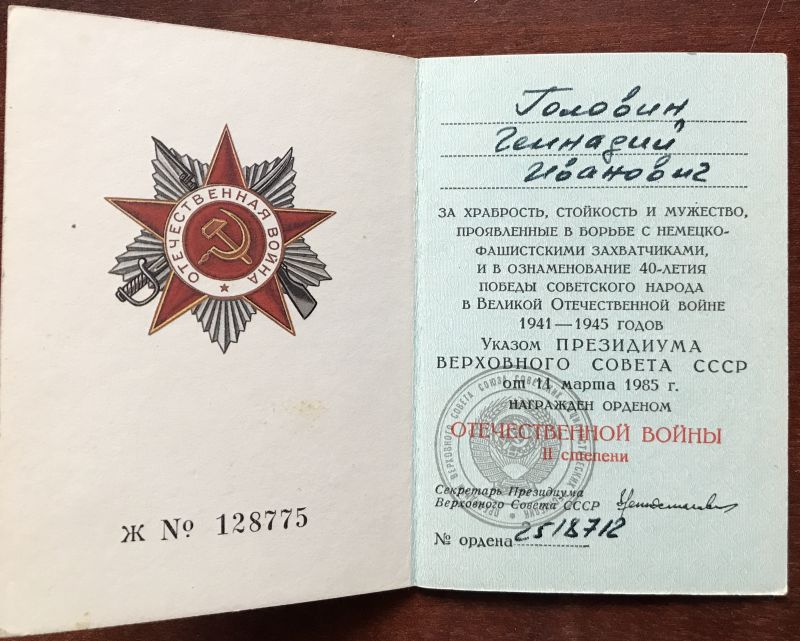 ОТЕЧЕСТВЕННАЯ ВОЙНА
Ж № 128775
Головин
Геннадий
Иванович
ЗА ХРАБРОСТЬ, СТОЙКОСТЬ И МУЖЕСТВО,
ПРОЯВЛЕННЫЕ В БОРЬБЕ С НЕМЕЦКО-
ФАШИСТСКИМИ ЗАХВАТЧИКАМИ,
И В ОЗНАМЕНОВАНИЕ 40-ЛЕТИЯ
ПОБЕДЫ СОВЕТСКОГО НАРОДА
В ВЕЛИКОЙ ОТЕЧЕСТВЕННОЙ ВОЙНЕ
1941—1945 ГОДОВ
УКАЗОМ ПРЕЗИДИУМА
ВЕРХОВНОГО СОВЕТА СССР
от 11 марта 1985 г.
НАГРАЖДЕН ОРДЕНОМ
ОТЕЧЕСТВЕННОЙ ВОЙНЫ
II степени
Секретарь Президиума
Верховного Совета СССР
№ ордена 2518712